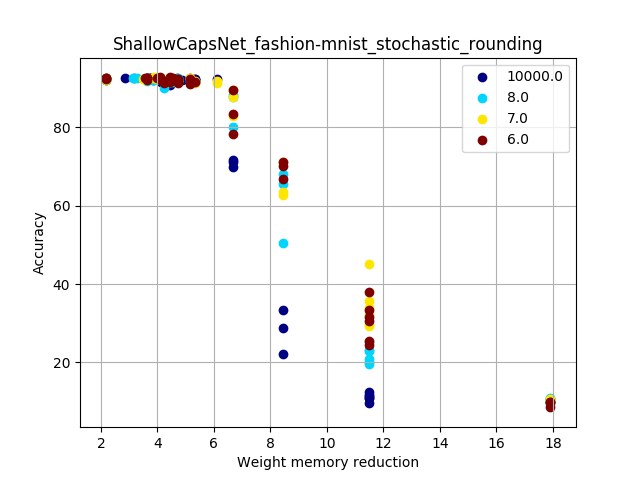 ShallowCapsNet_fashion-mnist_stochastic_rounding
10000.0
8.0
7.0
6.0
80
60
40
20
Accuracy
2 4 6 8 10 12 14 16 18
Weight memory reduction